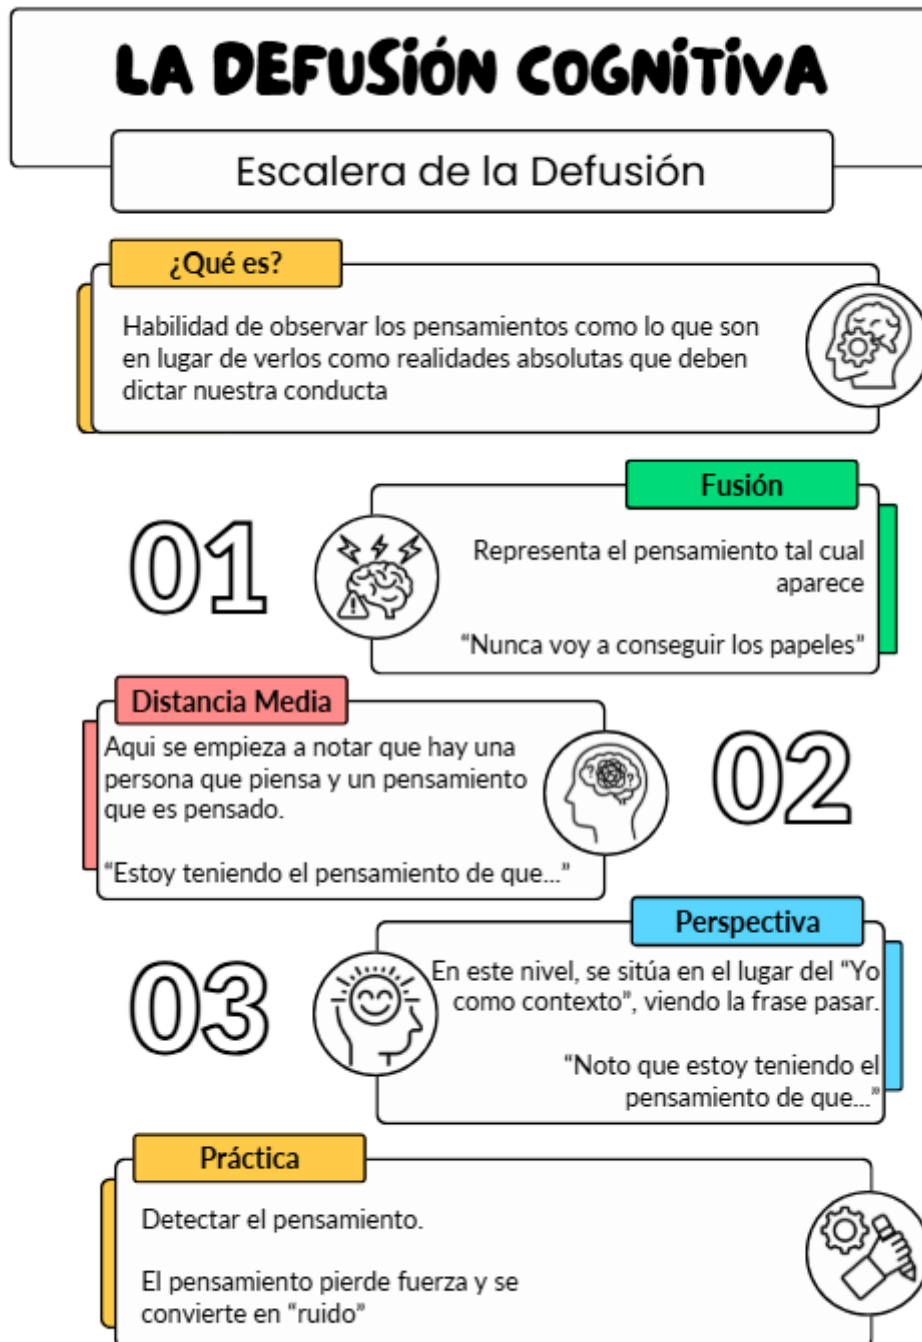 LA DEFUSIÓN COGNITIVA
Escalera de la Defusión
¿Qué es?
Habilidad de observar los pensamientos como lo que son
en lugar de verlos como realidades absolutas que deben
dictar nuestra conducta
01
Fusión
Representa el pensamiento tal cual
aparece
“Nunca voy a conseguir los papeles”
Distancia Media
Aqui se empieza a notar que hay una
persona que piensa y un pensamiento
que es pensado.
“Estoy teniendo el pensamiento de que...”
02
03
Perspectiva
En este nivel, se sitúa en el lugar del “Yo
como contexto”, viendo la frase pasar.
“Noto que estoy teniendo el
pensamiento de que...”
Práctica
Detectar el pensamiento.
El pensamiento pierde fuerza y se
convierte en “ruido”